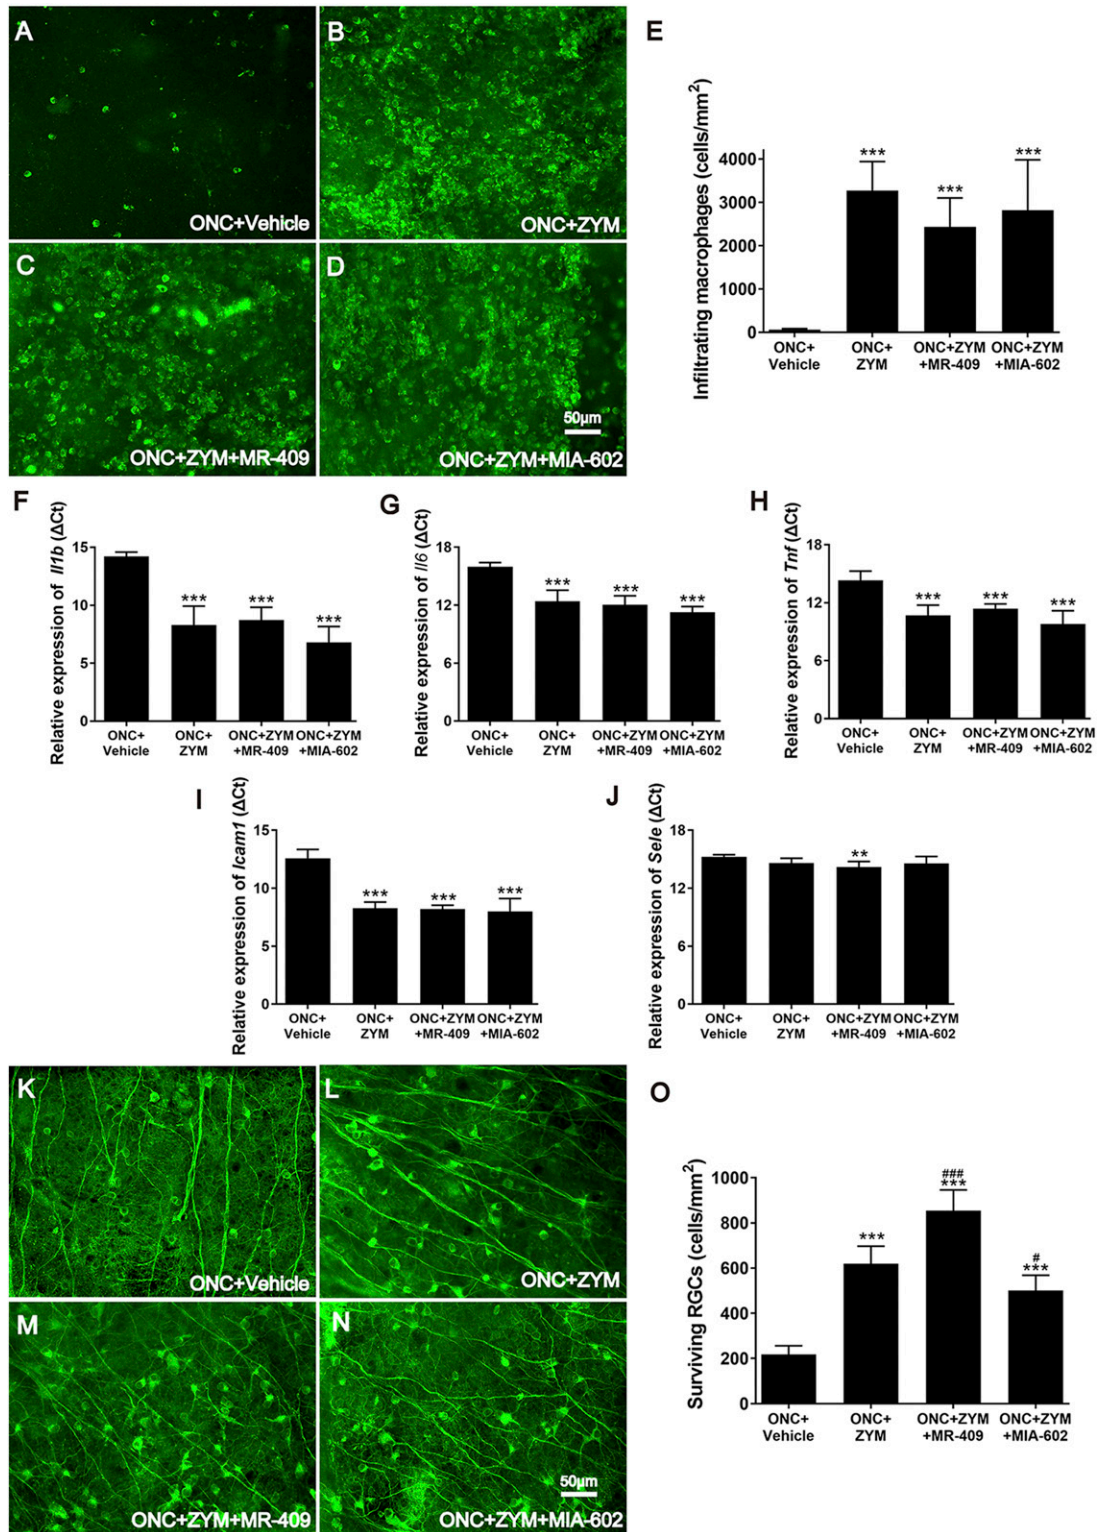 A
ONC+Vehicle
B
ONC+ZYM
C
ONC+ZYM+MR-409
D
50µm
ONC+ZYM+MIA-602
E
Infiltrating macrophages (cells/mm²)
4000
3000
2000
1000
0
***
***
***
ONC+ ONC+ ONC+ZYM ONC+ZYM
Vehicle ZYM +MR-409 +MIA-602
F
Relative expression of Il1b (ΔCt)
15
10
5
0
***
***
***
ONC+ ONC+ ONC+ZYM ONC+ZYM
Vehicle ZYM +MR-409 +MIA-602
G
Relative expression of Il6 (ΔCt)
18
12
6
0
***
***
***
ONC+ ONC+ ONC+ZYM ONC+ZYM
Vehicle ZYM +MR-409 +MIA-602
H
Relative expression of Tnf (ΔCt)
18
12
6
0
***
***
***
ONC+ ONC+ ONC+ZYM ONC+ZYM
Vehicle ZYM +MR-409 +MIA-602
I
Relative expression of Icam1 (ΔCt)
15
10
5
0
***
***
***
ONC+ ONC+ ONC+ZYM ONC+ZYM
Vehicle ZYM +MR-409 +MIA-602
J
Relative expression of Sele (ΔCt)
18
12
6
0
**
ONC+ ONC+ ONC+ZYM ONC+ZYM
Vehicle ZYM +MR-409 +MIA-602
K
ONC+Vehicle
L
ONC+ZYM
M
ONC+ZYM+MR-409
N
50µm
ONC+ZYM+MIA-602
O
Surviving RGCs (cells/mm²)
1000
800
600
400
200
0
***
###
***
#
***
ONC+ ONC+ ONC+ZYM ONC+ZYM
Vehicle ZYM +MR-409 +MIA-602